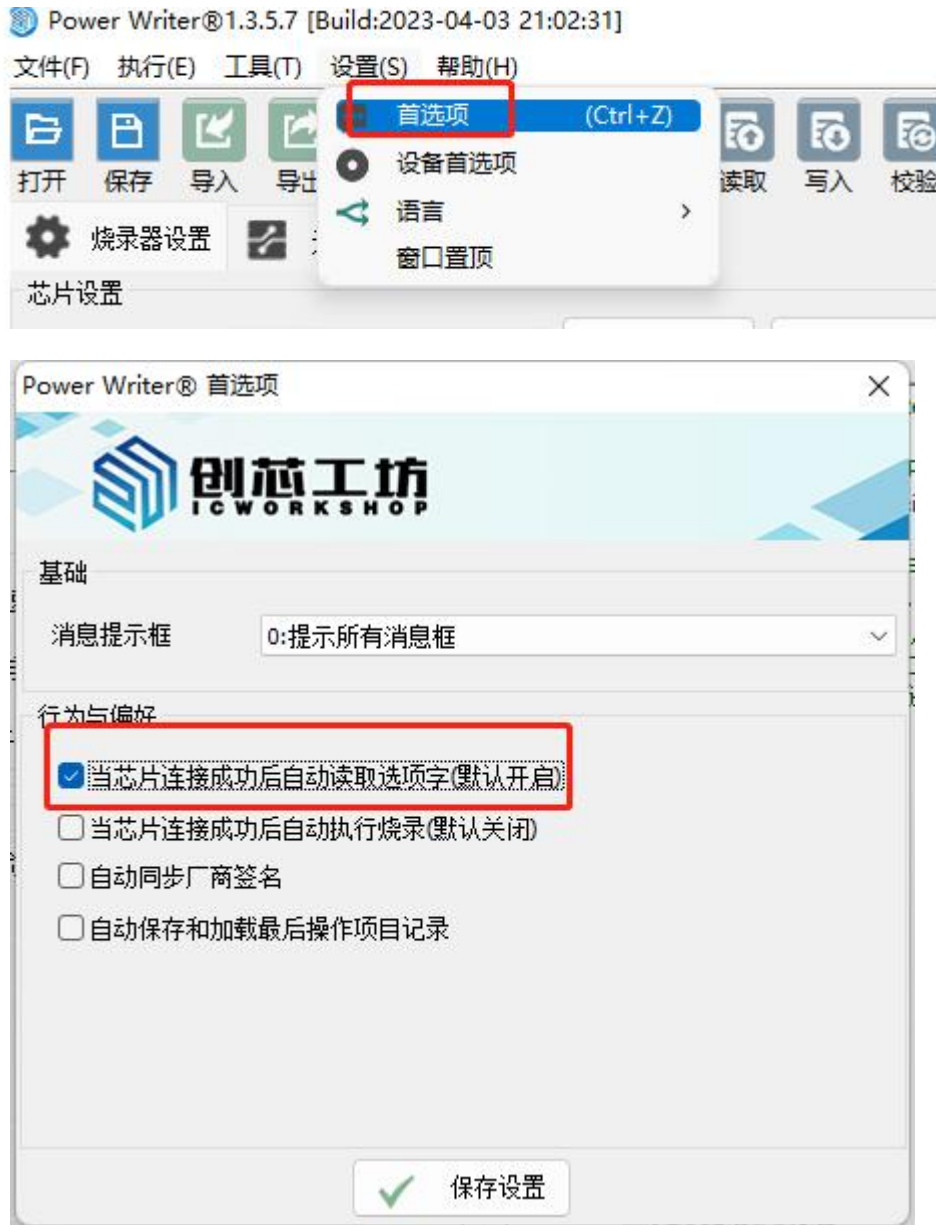 Power Writer®1.3.5.7 [Build:2023-04-03 21:02:31]
文件(F) 执行(E) 工具(T) 设置(S) 帮助(H)
首选项 (Ctrl+Z)
打开 保存 导入 导出 读取 写入 校验
设备首选项
语言
烧录器设置
窗口置顶
芯片设置
Power Writer® 首选项
创芯工坊
ICWORKSHOP
基础
消息提示框 0:提示所有消息框
行为与偏好
当芯片连接成功后自动读取选项字(默认开启)
当芯片连接成功后自动执行烧录(默认关闭)
自动同步厂商签名
自动保存和加载最后操作项目记录
保存设置